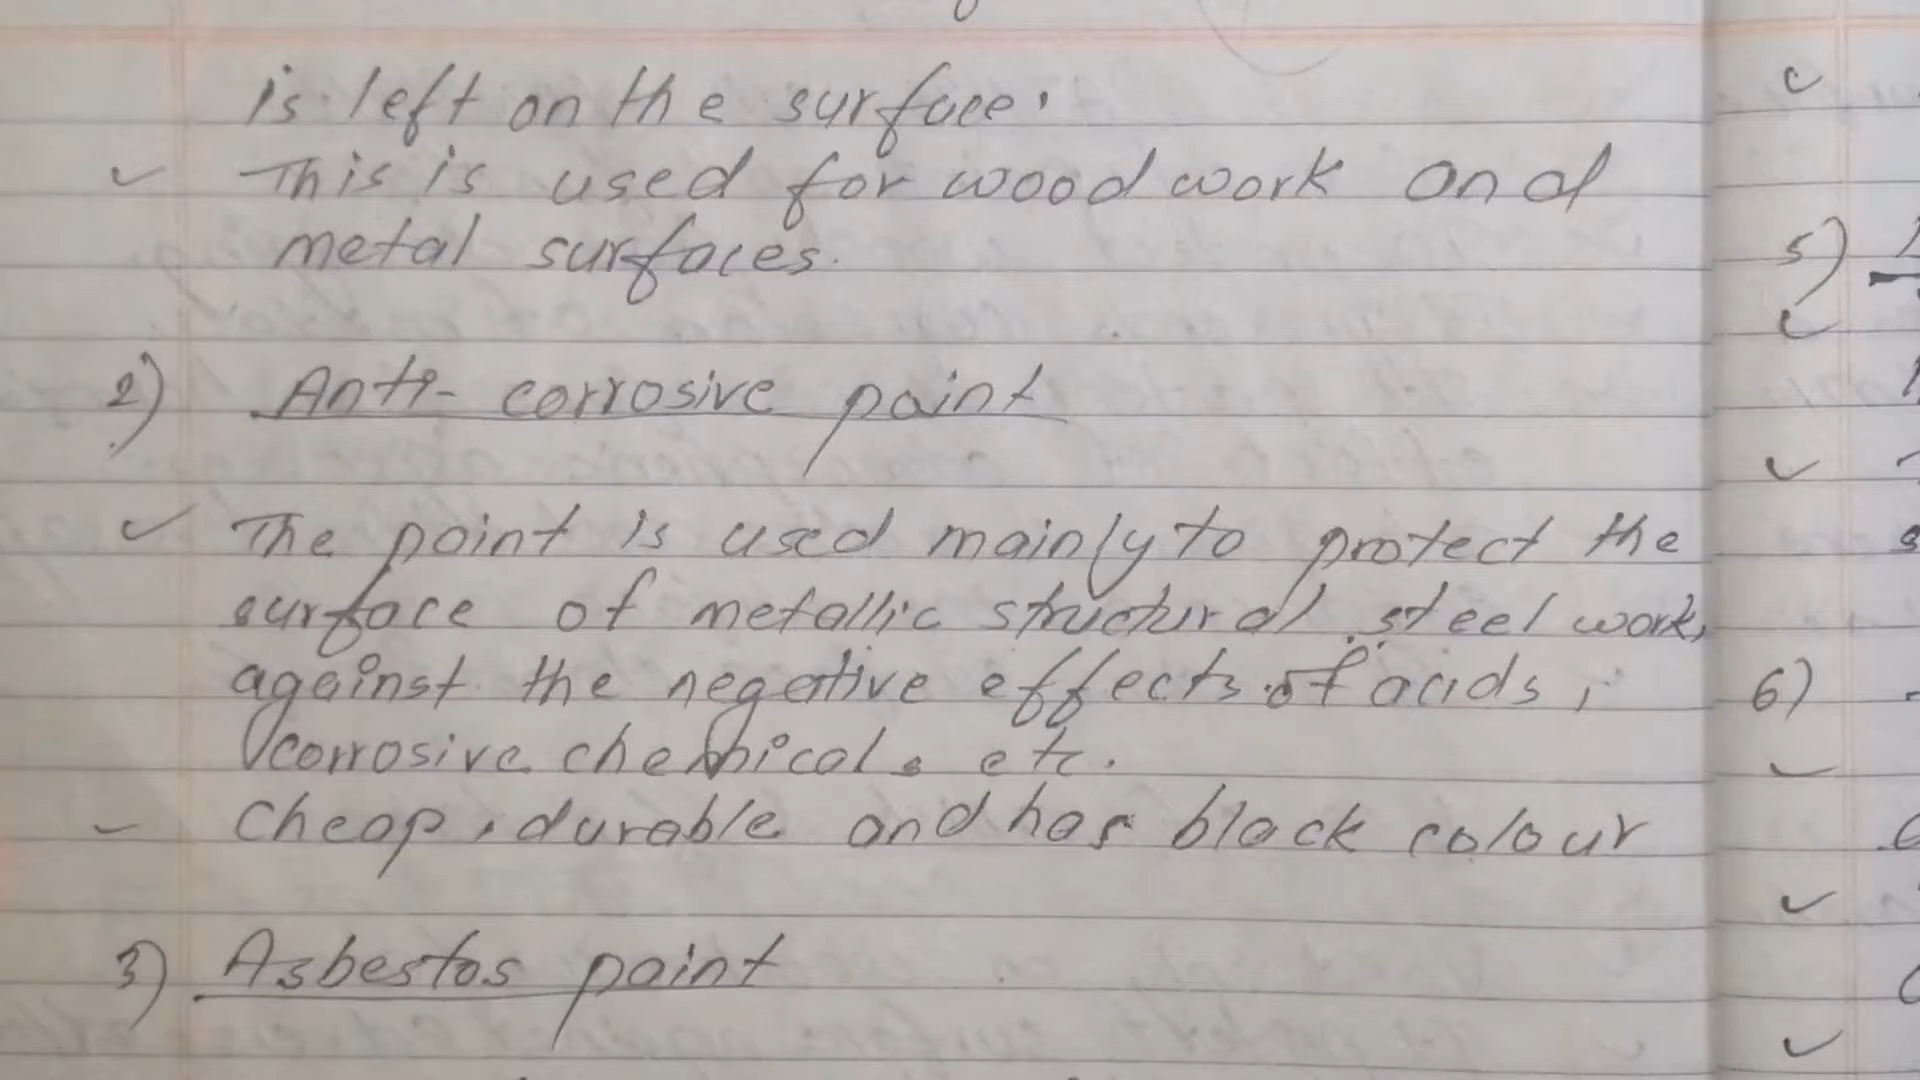 is left on the surface.
✓ This is used for wood work and
metal surfaces.
2) Anti-corrosive paint
✓ The paint is used mainly to protect the
surface of metallic structural steel work,
against the negative effects of acids,
corrosive chemicals etc.
- Cheap, durable and has black colour
3) Asbestos paint
5)
6)